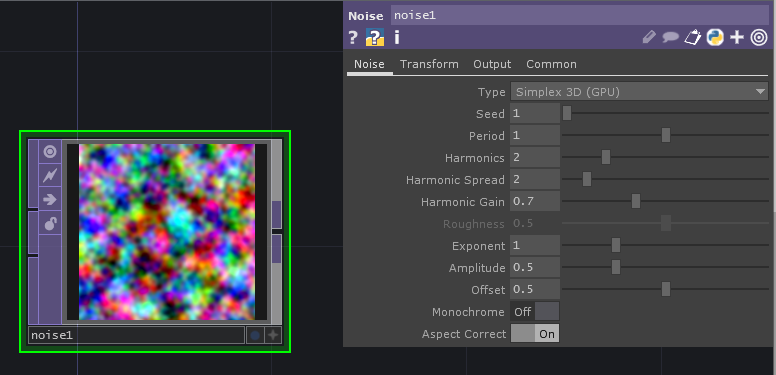 Noise noise1
? ? i
Noise Transform Output Common
Type Simplex 3D (GPU)
Seed 1
Period 1
Harmonics 2
Harmonic Spread 2
Harmonic Gain 0.7
Roughness 0.5
Exponent 1
Amplitude 0.5
Offset 0.5
Monochrome Off
Aspect Correct On
noise1